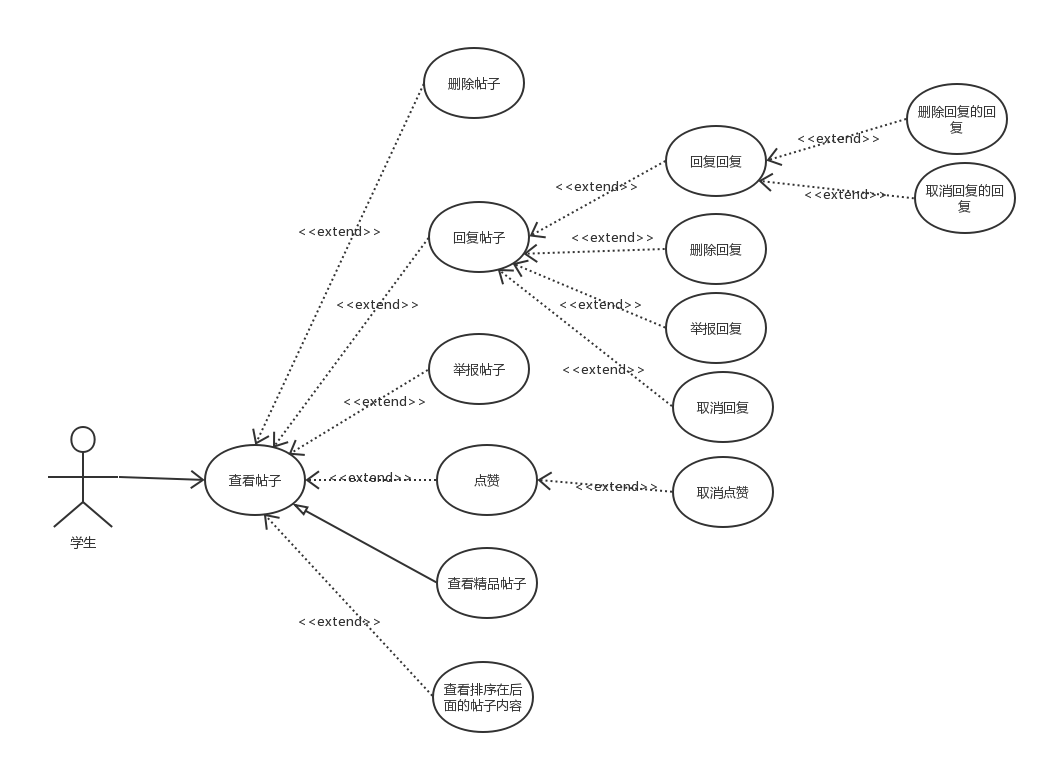 删除帖子
删除回复的回
复
<<extend>>
回复回复
<<extend>>
取消回复的回
复
<<extend>>
<<extend>>
回复帖子
<<extend>>
删除回复
<<extend>>
<<extend>>
举报回复
举报帖子
<<extend>>
<<extend>>
取消回复
查看帖子
<<extend>>
点赞
<<extend>>
取消点赞
学生
查看精品帖子
<<extend>>
查看排序在后
面的帖子内容